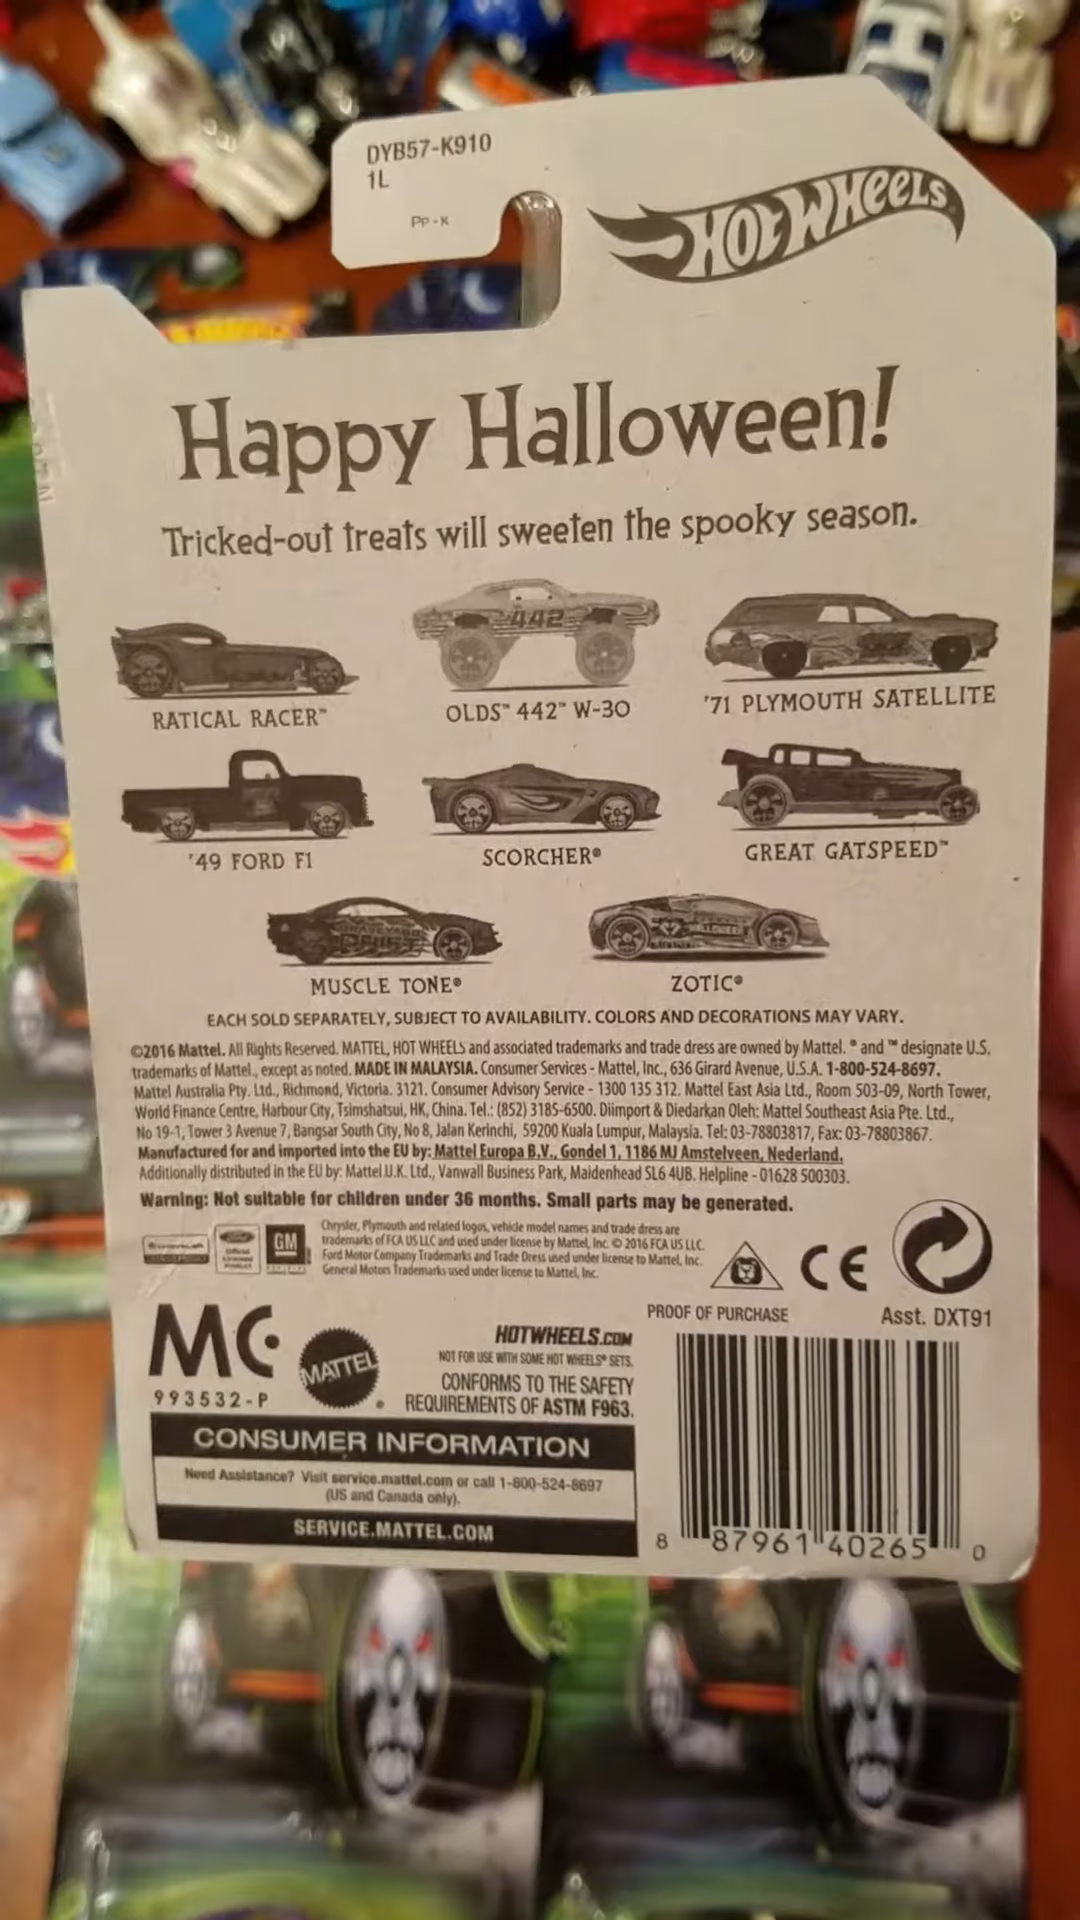 DYB57-K910
1L
Pp-K
HOT WHEELS
Happy Halloween!
Tricked-out treats will sweeten the spooky season.
442
RATICAL RACER™
OLDS™ 442™ W-30
'71 PLYMOUTH SATELLITE
'49 FORD F1
SCORCHER®
GREAT GATSPEED™
GRAVEYARD
MUSCLE TONE®
ZOTIC®
EACH SOLD SEPARATELY, SUBJECT TO AVAILABILITY. COLORS AND DECORATIONS MAY VARY.
©2016 Mattel. All Rights Reserved. MATTEL, HOT WHEELS and associated trademarks and trade dress are owned by Mattel. ® and ™ designate U.S.
trademarks of Mattel, except as noted. MADE IN MALAYSIA. Consumer Services - Mattel, Inc., 636 Girard Avenue, U.S.A. 1-800-524-8697.
Mattel Australia Pty. Ltd., Richmond, Victoria. 3121. Consumer Advisory Service - 1300 135 312. Mattel East Asia Ltd., Room 503-09, North Tower,
World Finance Centre, Harbour City, Tsimshatsui, HK, China. Tel.: (852) 3185-6500. Diimport & Diedarkan Oleh: Mattel Southeast Asia Pte. Ltd.,
No 19-1, Tower 3 Avenue 7, Bangsar South City, No 8, Jalan Kerinchi, 59200 Kuala Lumpur, Malaysia. Tel: 03-78803817, Fax: 03-78803867.
Manufactured for and imported into the EU by: Mattel Europa B.V., Gondel 1, 1186 MJ Amstelveen, Nederland.
Additionally distributed in the EU by: Mattel U.K. Ltd., Vanwall Business Park, Maidenhead SL6 4UB. Helpline - 01628 500303.
Warning: Not suitable for children under 36 months. Small parts may be generated.
Ford
Official
Licensed
Product
GM
Chrysler, Plymouth and related logos, vehicle model names and trade dress are
trademarks of FCA US LLC and used under license by Mattel, Inc. © 2016 FCA US LLC.
Ford Motor Company Trademarks and Trade Dress used under license to Mattel, Inc.
General Motors Trademarks used under license to Mattel, Inc.
CE
PROOF OF PURCHASE
Asst. DXT91
MC
993532-P
MATTEL
HOTWHEELS.COM
NOT FOR USE WITH SOME HOT WHEELS® SETS.
CONFORMS TO THE SAFETY
REQUIREMENTS OF ASTM F963.
CONSUMER INFORMATION
Need Assistance? Visit service.mattel.com or call 1-800-524-8697
(US and Canada only).
SERVICE.MATTEL.COM
8 87961 40265 0